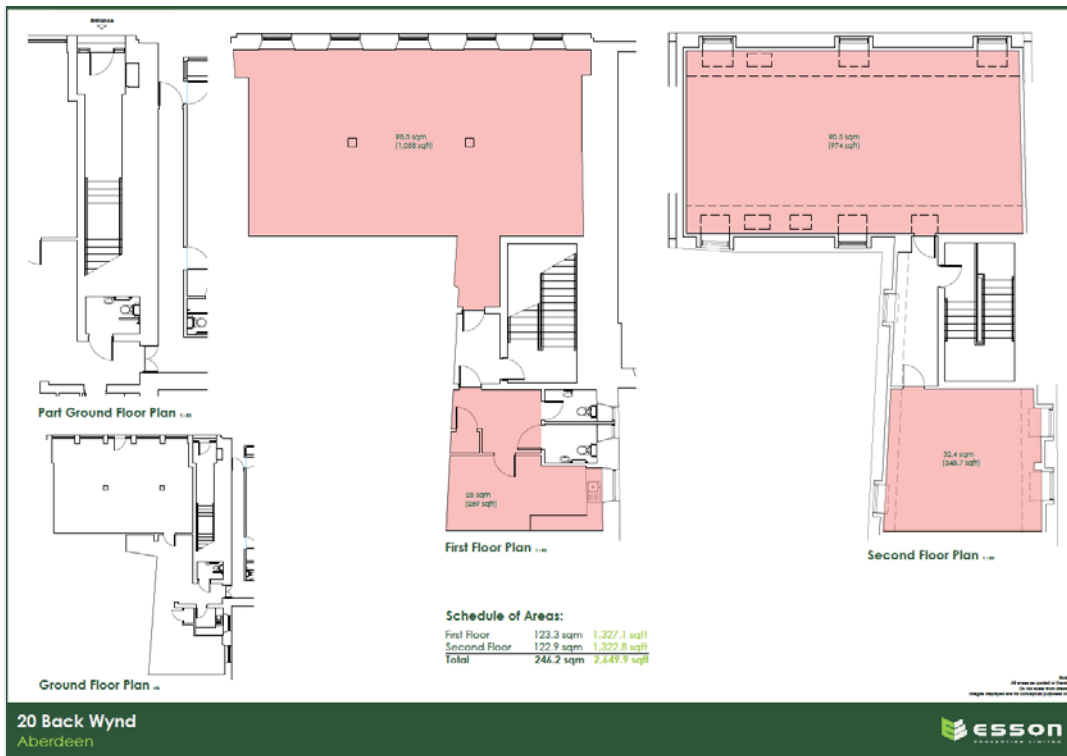 Entrance
98.3 sqm
(1,058 sqft)
90.5 sqm
(974 sqft)
25 sqm
(269 sqft)
32.4 sqm
(348.7 sqft)
Part Ground Floor Plan
First Floor Plan
Second Floor Plan
Ground Floor Plan
Schedule of Areas:
First Floor 123.3 sqm 1,327.1 sqft
Second Floor 122.9 sqm 1,322.8 sqft
Total 246.2 sqm 2,649.9 sqft
20 Back Wynd
Aberdeen
esson
PROPERTIES LIMITED